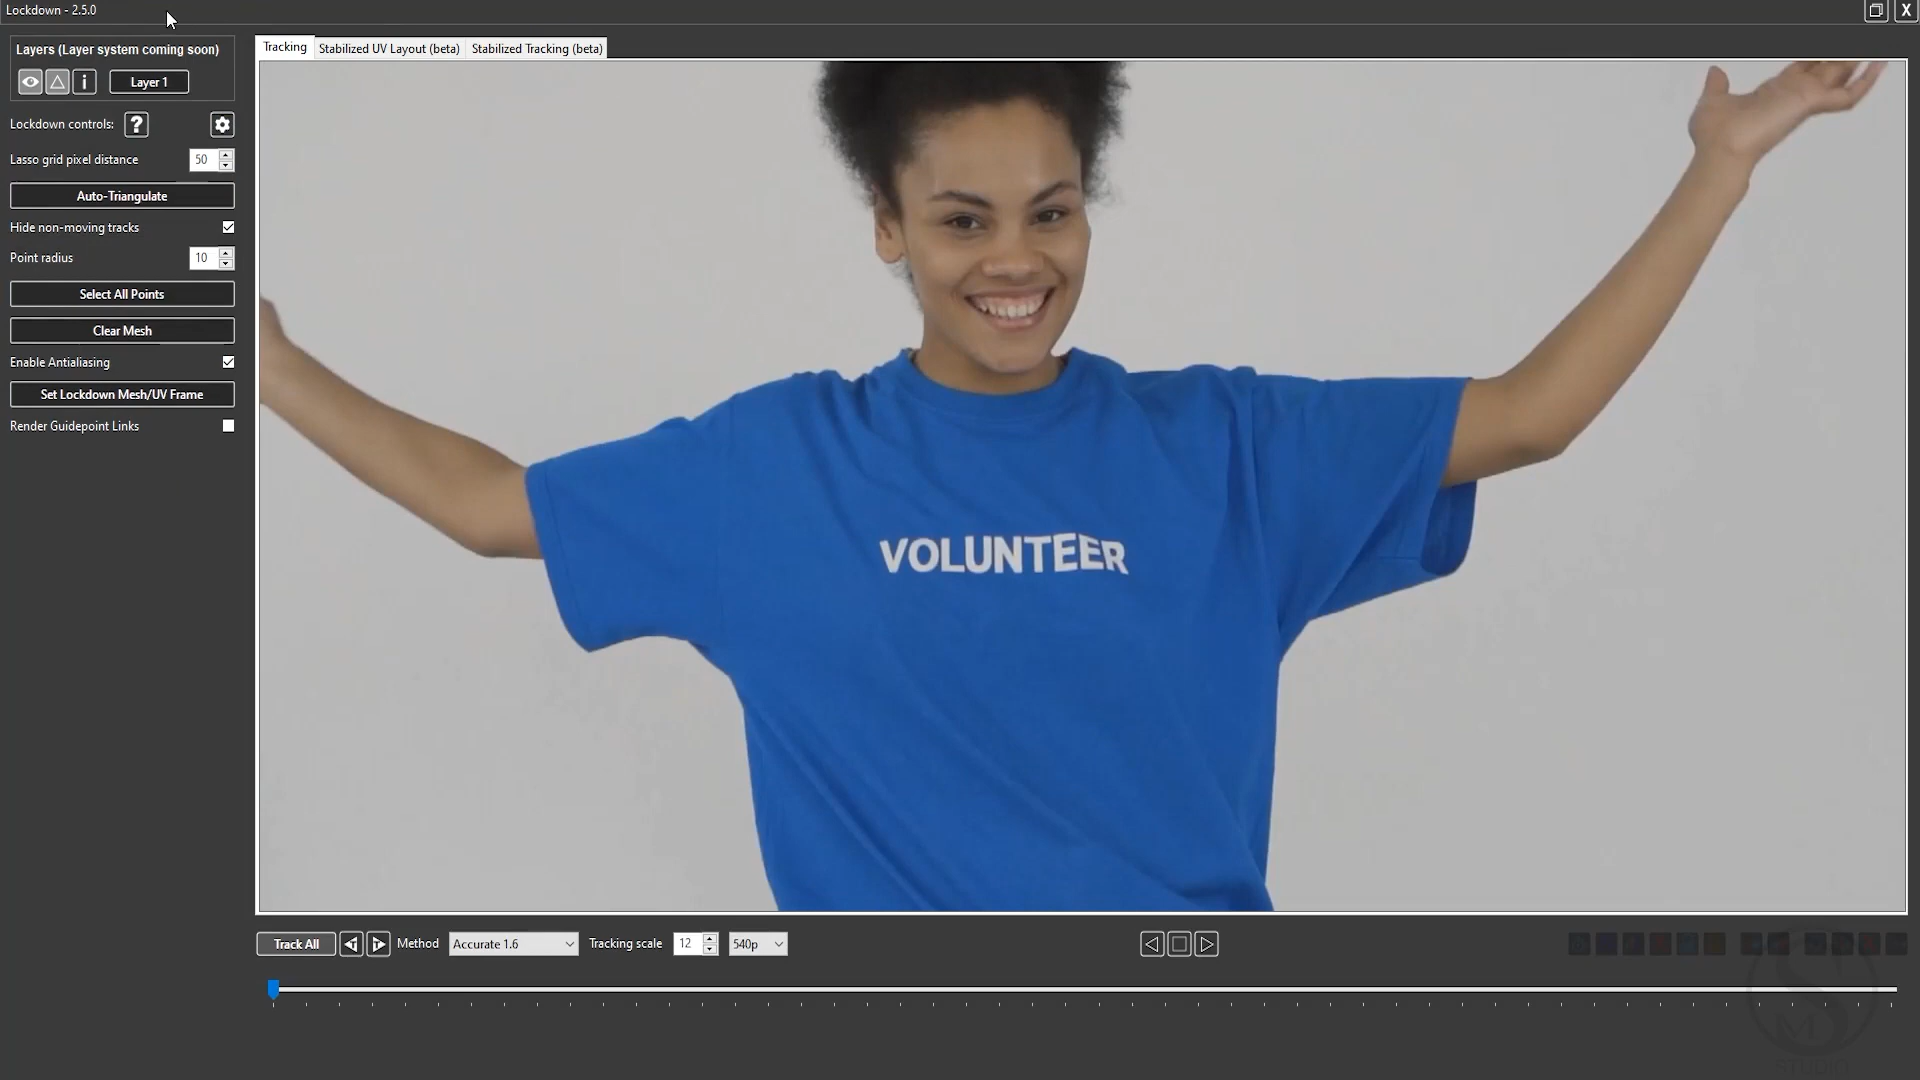 Lockdown - 2.5.0
Layers (Layer system coming soon)
Layer 1
Lockdown controls:
?
Lasso grid pixel distance
50
Auto-Triangulate
Hide non-moving tracks
Point radius
10
Select All Points
Clear Mesh
Enable Antialiasing
Set Lockdown Mesh/UV Frame
Render Guidepoint Links
Tracking
Stabilized UV Layout (beta)
Stabilized Tracking (beta)
X
VOLUNTEER
Track All
Method
Accurate 1.6
Tracking scale
12
540p
STUDIO